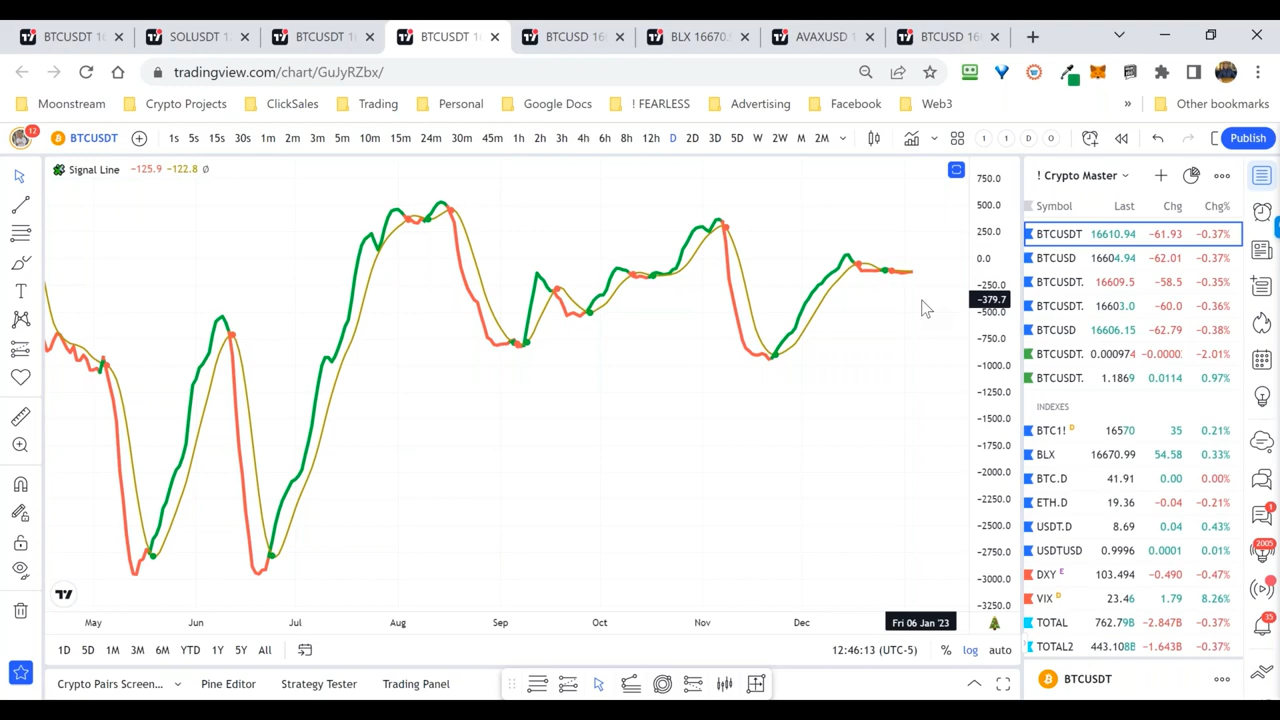 BTCUSDT 16
SOLUSDT 1
BTCUSDT 16
BTCUSDT 16
BTCUSD 16
BLX 16670.
AVAXUSD 1
BTCUSD 16
tradingview.com/chart/GuJyRZbx/
Moonstream Crypto Projects ClickSales Trading Personal Google Docs ! FEARLESS Advertising Facebook Web3 » Other bookmarks
12 BTCUSDT 1s 5s 15s 30s 1m 2m 3m 5m 10m 15m 24m 30m 45m 1h 2h 3h 4h 6h 8h 12h D 2D 3D 5D W 2W M 2M 1 1 D O Publish
Signal Line −125.9 −122.8 Ø
! Crypto Master
Symbol Last Chg Chg%
BTCUSDT 16610.94 −61.93 −0.37%
BTCUSD 16604.94 −62.01 −0.37%
BTCUSDT. 16609.5 −58.5 −0.35%
BTCUSDT. 16603.0 −60.0 −0.36%
BTCUSD 16606.15 −62.79 −0.38%
BTCUSDT. 0.000974 −0.0000: −2.01%
BTCUSDT. 1.1869 0.0114 0.97%
INDEXES
BTC1! D 16570 35 0.21%
BLX 16670.99 54.58 0.33%
BTC.D 41.91 0.00 0.00%
ETH.D 19.36 −0.04 −0.21%
USDT.D 8.69 0.04 0.43%
USDTUSD 0.9996 0.0001 0.01%
DXY E 103.494 −0.490 −0.47%
VIX D 23.46 1.79 8.26%
TOTAL 762.79B −2.847B −0.37%
TOTAL2 443.108B −1.643B −0.37%
BTCUSDT
750.0
500.0
250.0
0.0
−250.0
−379.7
−500.0
−750.0
−1000.0
−1250.0
−1500.0
−1750.0
−2000.0
−2250.0
−2500.0
−2750.0
−3000.0
−3250.0
May Jun Jul Aug Sep Oct Nov Dec Fri 06 Jan '23
1D 5D 1M 3M 6M YTD 1Y 5Y All 12:46:13 (UTC-5) % log auto
Crypto Pairs Screen... Pine Editor Strategy Test Trading Panel
1
2005
35